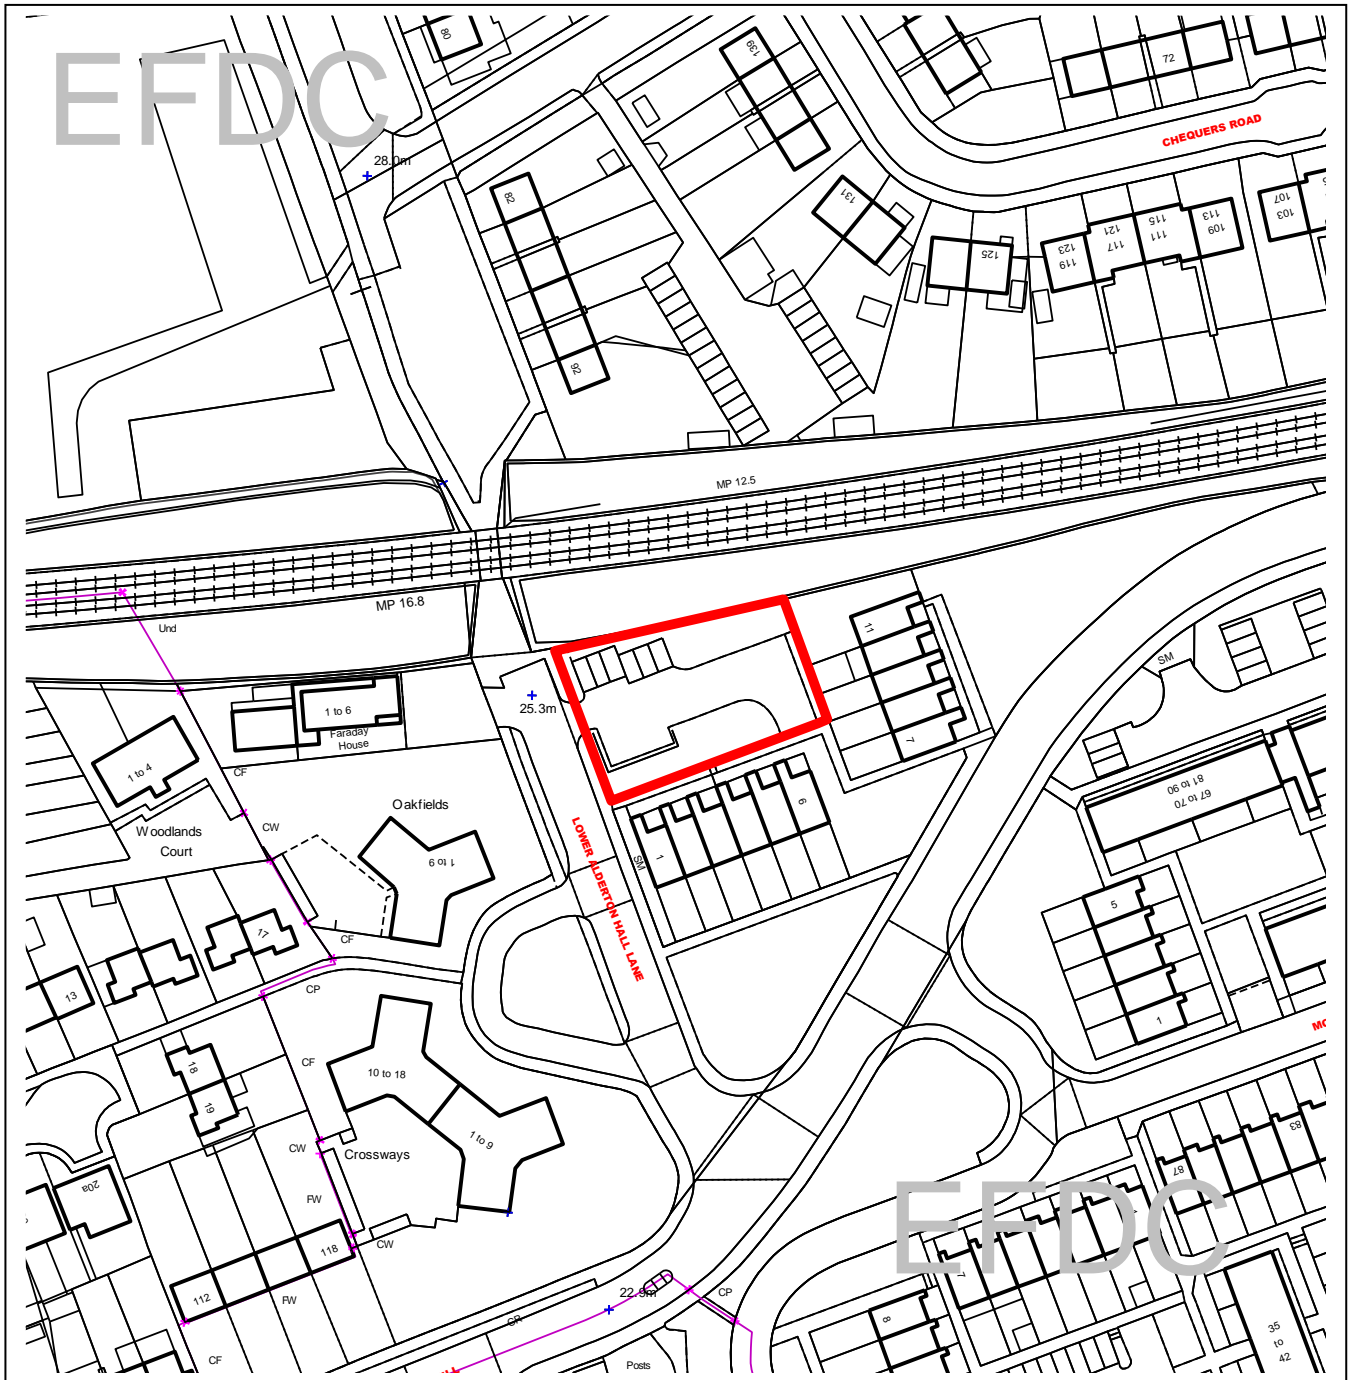 EFDC
80
139
72
CHEQUERS ROAD
28.0m
82
131
125
123
119
121
117
115
111
113
109
107
103
92
MP 12.5
MP 16.8
Und
11
SM
25.3m
1 to 6
Faraday
House
7
1 to 4
CF
67 to 70
81 to 90
Oakfields
CW
Woodlands
Court
1 to 9
6
1
SM
LOWER ALDERTON HALL LANE
5
17
CF
13
CP
1
18
CF
10 to 18
19
1 to 9
CW
Crossways
83
87
20a
FW
EFDC
118
CW
7
112
FW
22.9m
CP
CR
8
35
to
42
CF
Posts